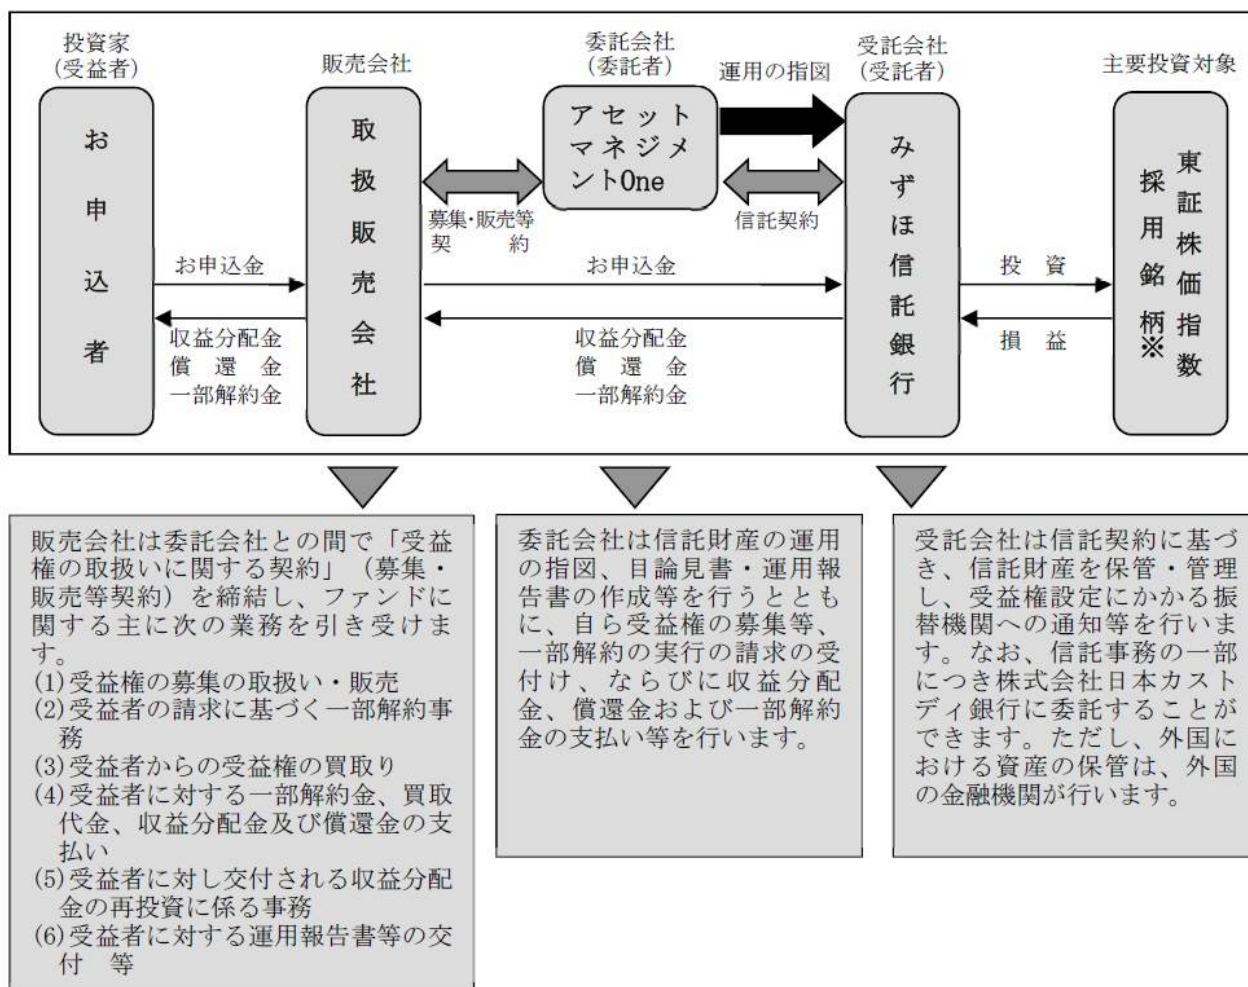 投資家
(受益者)
販売会社
委託会社
(委託者)
運用の指図
受託会社
(受託者)
主要投資対象
お申込者
取扱販売会社
アセット
マネジメ
ントOne
みずほ信託銀行
東証株価指数
採用銘柄※
募集・販売等
契約
信託契約
お申込金
お申込金
投資
収益分配金
償還金
一部解約金
収益分配金
償還金
一部解約金
損益
販売会社は委託会社との間で「受益
権の取扱いに関する契約」（募集・
販売等契約）を締結し、ファンドに
関する主に次の業務を引き受けま
す。
(1)受益権の募集の取扱い・販売
(2)受益者の請求に基づく一部解約事
務
(3)受益者からの受益権の買取り
(4)受益者に対する一部解約金、買取
代金、収益分配金及び償還金の支
払い
(5)受益者に対し交付される収益分配
金の再投資に係る事務
(6)受益者に対する運用報告書等の交
付　等
委託会社は信託財産の運用
の指図、目論見書・運用報
告書の作成等を行うととも
に、自ら受益権の募集等、
一部解約の実行の請求の受
付け、ならびに収益分配
金、償還金および一部解約
金の支払い等を行います。
受託会社は信託契約に基づ
き、信託財産を保管・管理
し、受益権設定にかかる振
替機関への通知等を行いま
す。なお、信託事務の一部
につき株式会社日本カスト
ディ銀行に委託することが
できます。ただし、外国に
おける資産の保管は、外国
の金融機関が行います。